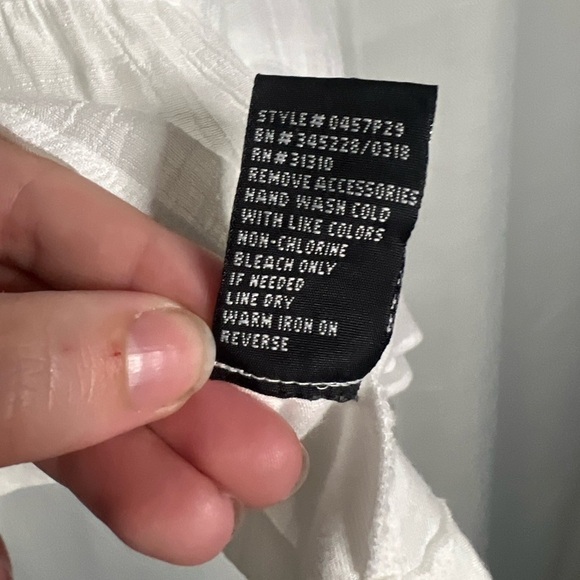 STYLE# 0457P29
BN# 345228/0318
RN#31310
REMOVE ACCESSORIES
HAND WASH COLD
WITH LIKE COLORS
NON-CHLORINE
BLEACH ONLY
IF NEEDED
LINE DRY
WARM IRON ON
REVERSE